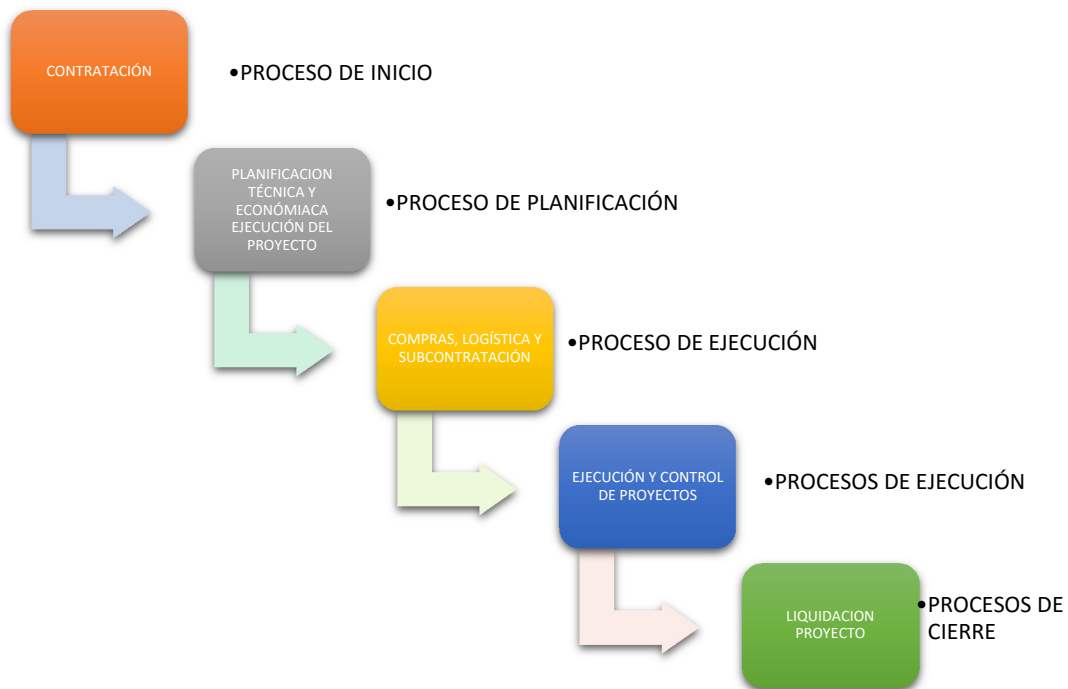 CONTRATACIÓN
•PROCESO DE INICIO
PLANIFICACION
TÉCNICA Y
ECONÓMIACA
EJECUCIÓN DEL
PROYECTO
•PROCESO DE PLANIFICACIÓN
COMPRAS, LOGÍSTICA Y
SUBCONTRATACIÓN
•PROCESO DE EJECUCIÓN
EJECUCIÓN Y CONTROL
DE PROYECTOS
•PROCESOS DE EJECUCIÓN
LIQUIDACION
PROYECTO
•PROCESOS DE
CIERRE